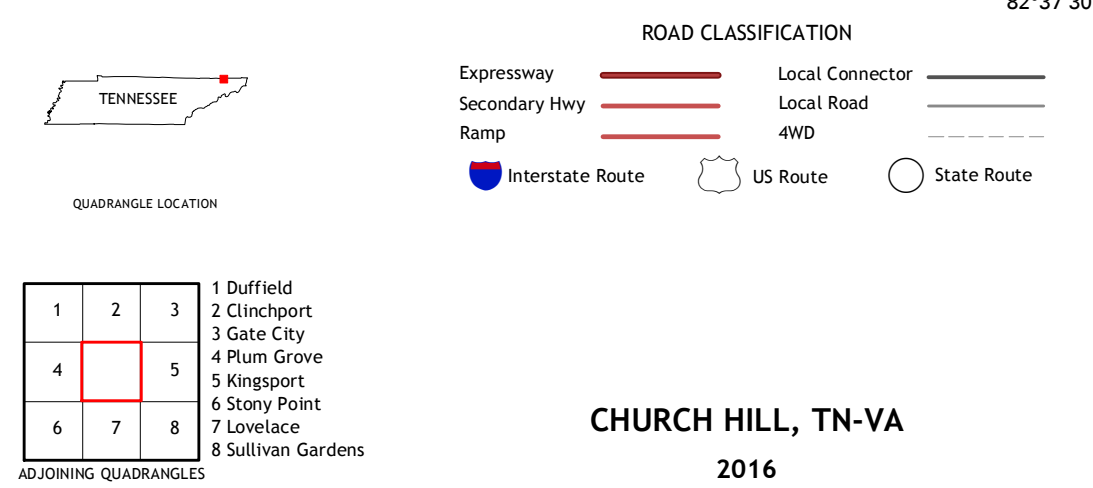 82°37'30
ROAD CLASSIFICATION
Expressway
Local Connector
Secondary Hwy
Local Road
Ramp
4WD
Interstate Route
US Route
State Route
TENNESSEE
QUADRANGLE LOCATION
1 2 3
4 5
6 7 8
1 Duffield
2 Clinchport
3 Gate City
4 Plum Grove
5 Kingsport
6 Stony Point
7 Lovelace
8 Sullivan Gardens
ADJOINING QUADRANGLES
CHURCH HILL, TN-VA
2016